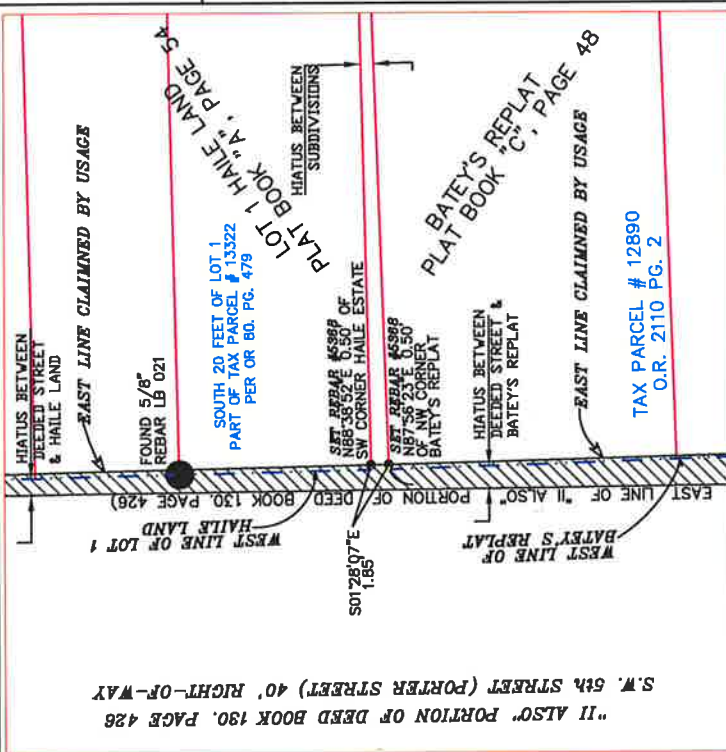 HIATUS BETWEEN
DEEDED STREET
& HAILE LAND
EAST LINE CLAIMNED BY USAGE
FOUND 5/8"
REBAR LB 021
SOUTH 20 FEET OF LOT 1
PART OF TAX PARCEL # 13322
PER OR 80. PG. 479
LOT 1 HAILE LAND
PLAT BOOK "A", PAGE 54
HIATUS BETWEEN
SUBDIVISIONS
SET REBAR #5368
N88°38'52"E 0.50' OF
SW CORNER HAILE ESTATE
SET REBAR #5368
N87°56'23"E 0.50'
OF NW CORNER
BATEY'S REPLAT
BATEY'S REPLAT
PLAT BOOK "C", PAGE 48
HIATUS BETWEEN
DEEDED STREET &
BATEY'S REPLAT
EAST LINE CLAIMNED BY USAGE
TAX PARCEL # 12890
O.R. 2110 PG. 2
EAST LINE OF "II ALSO" PORTION OF DEED BOOK 130. PAGE 426)
WEST LINE OF LOT 1
HAILE LAND
S01°28'07"E
1.85'
WEST LINE OF
BATEY'S REPLAT
S.W. 5th STREET (PORTER STREET) 40' RIGHT-OF-WAY
"II ALSO" PORTION OF DEED BOOK 130. PAGE 426